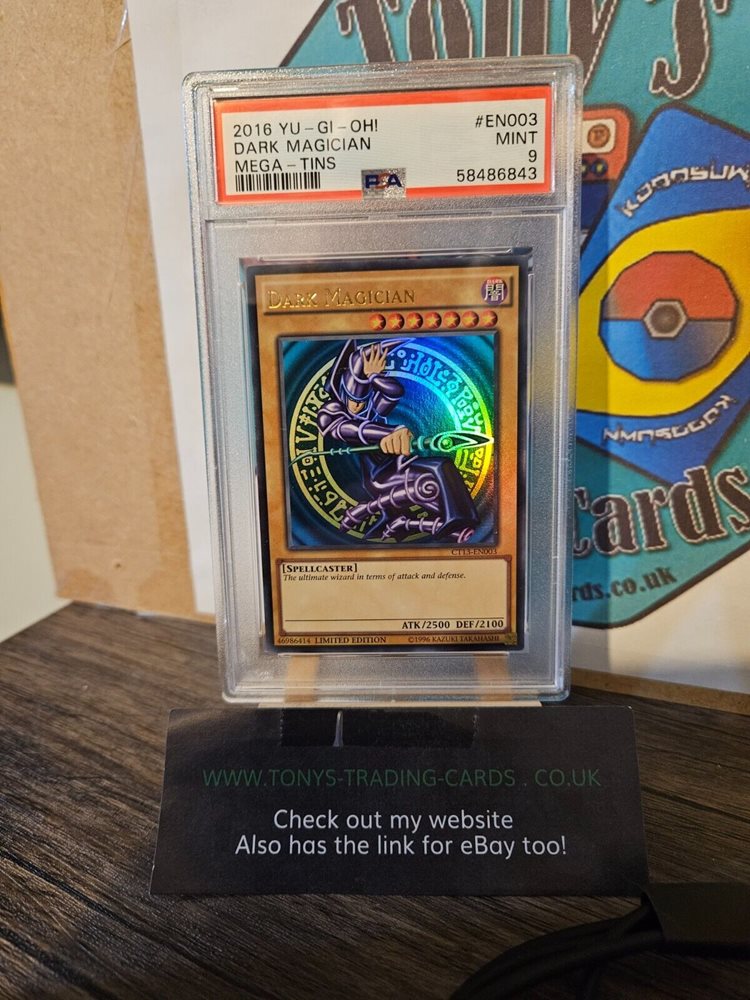 Tony's
KOOOSUW
2016 YU-GI-OH!
#EN003
DARK MAGICIAN
MINT
MEGA-TINS
9
PSA
58486843
DARK MAGICIAN
闇
CT13-EN003
[SPELLCASTER]
The ultimate wizard in terms of attack and defense.
ATK/2500 DEF/2100
46986414 LIMITED EDITION
©1996 KAZUKI TAKAHASHI
Cards
rds.co.uk
WWW.TONYS-TRADING-CARDS.CO.UK
Check out my website
Also has the link for eBay too!